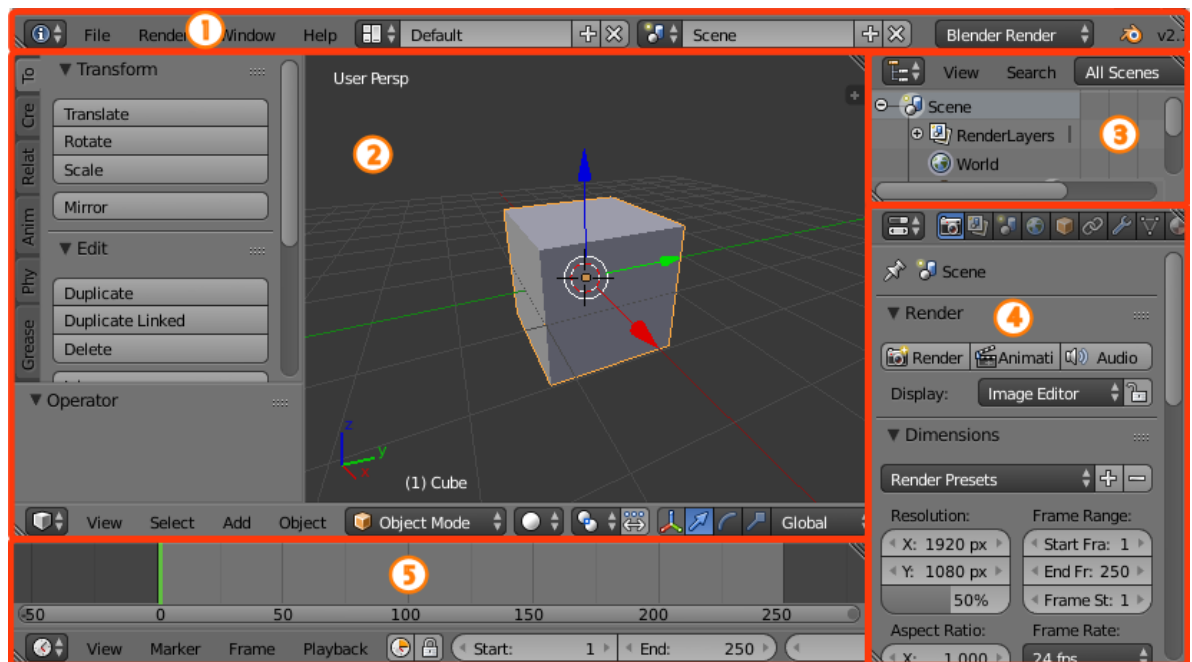 File Render Window Help Default Scene Blender Render v2.7
1
To
Cre
Relat
Anim
Phy
Grease
Transform
Translate
Rotate
Scale
Mirror
Edit
Duplicate
Duplicate Linked
Delete
Operator
User Persp
2
z
y
x
(1) Cube
View Select Add Object Object Mode Global
View Search All Scenes
Scene
RenderLayers
World
3
Scene
Render
4
Render Animati Audio
Display: Image Editor
Dimensions
Render Presets
Resolution: Frame Range:
X: 1920 px Start Fra: 1
Y: 1080 px End Fr: 250
50% Frame St: 1
Aspect Ratio: Frame Rate:
X: 1.000 24 fps
5
-50 0 50 100 150 200 250
View Marker Frame Playback Start: 1 End: 250